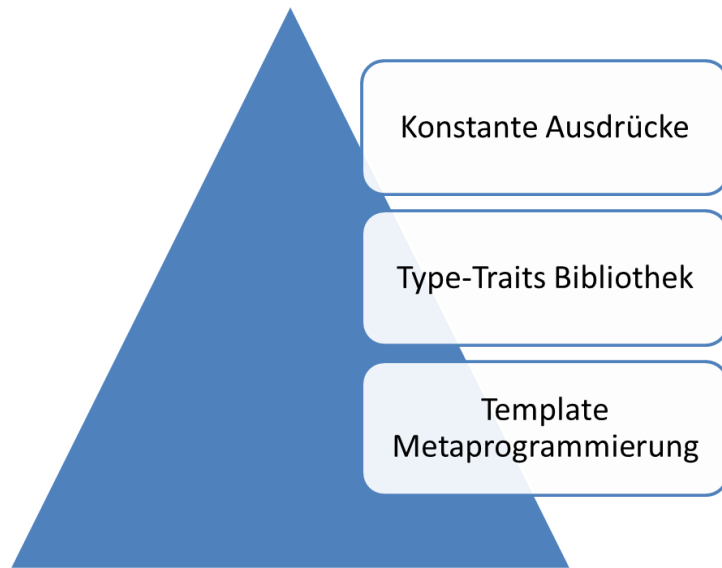 Konstante Ausdrücke
Type-Traits Bibliothek
Template
Metaprogrammierung